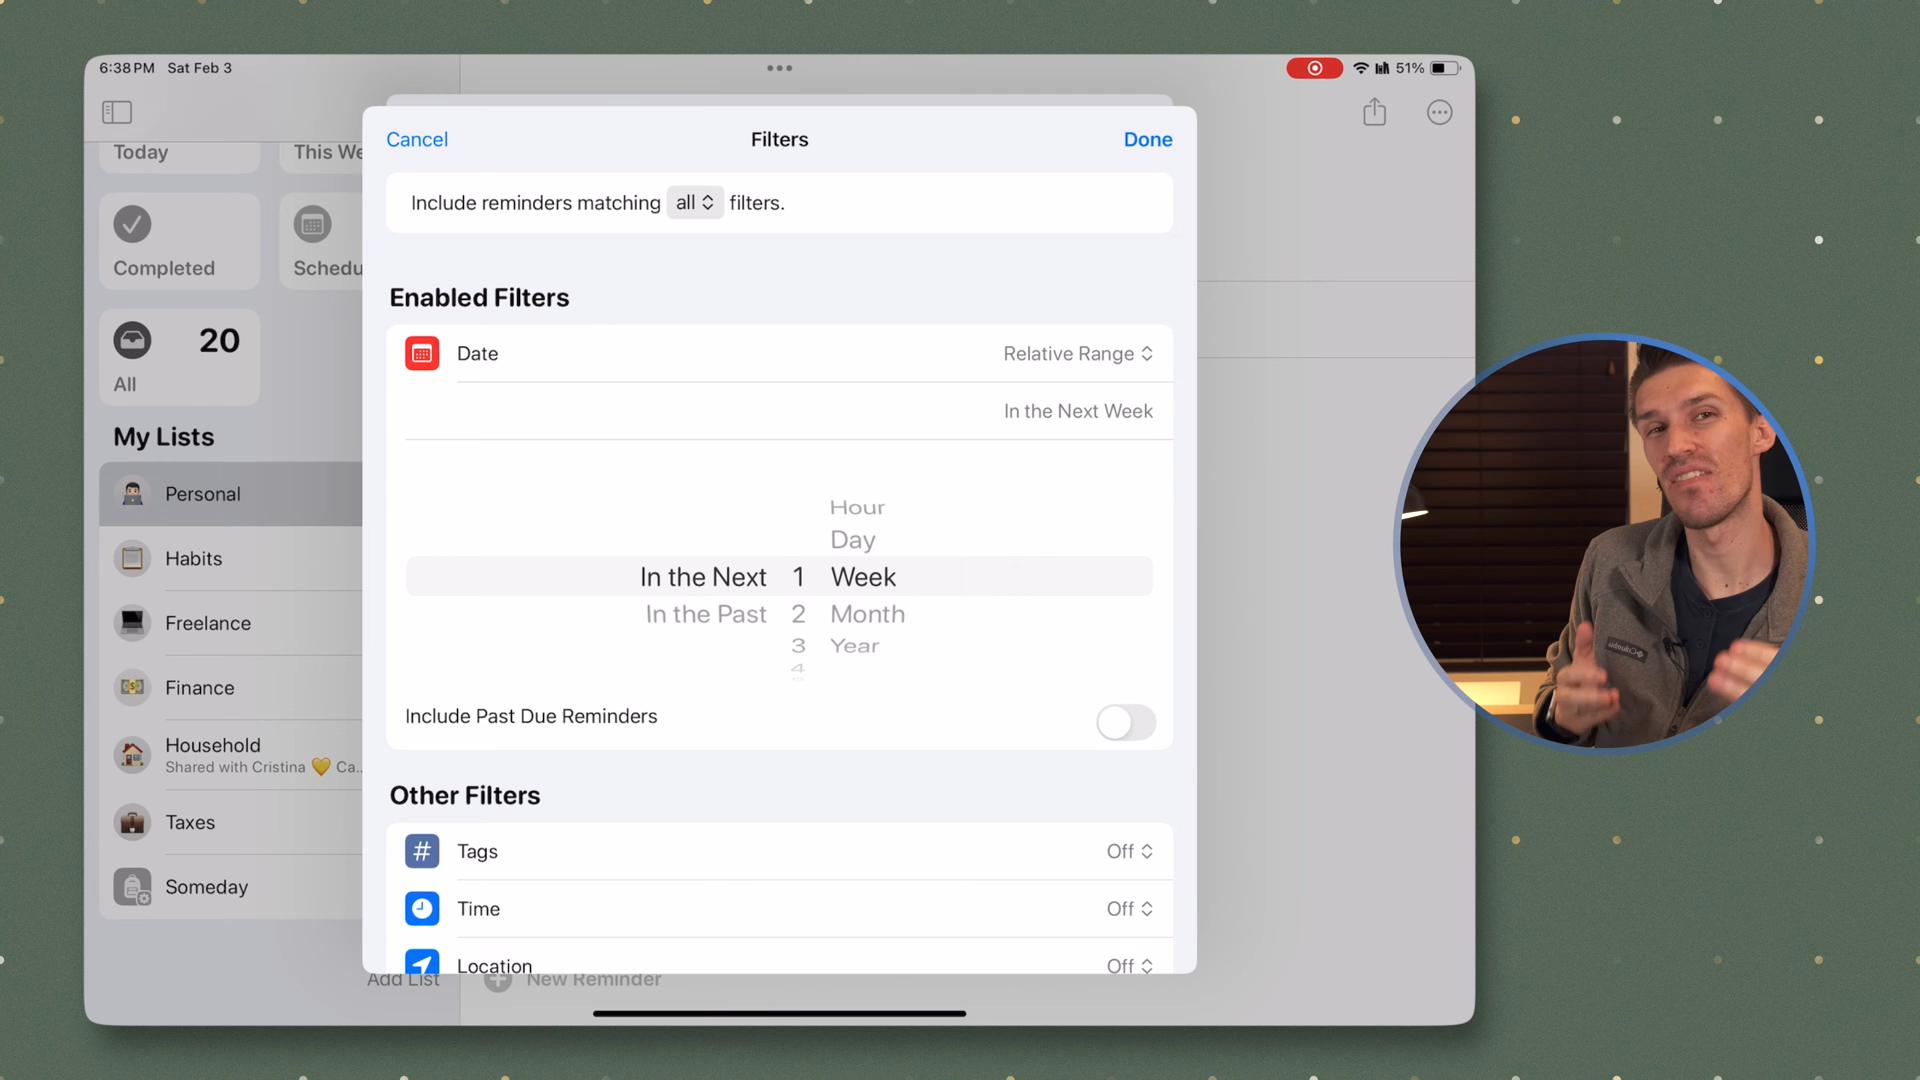 6:38 PM Sat Feb 3
51%
Today
This We
Completed
Schedu
20
All
My Lists
Personal
Habits
Freelance
Finance
Household
Shared with Cristina 💛 Ca...
Taxes
Someday
Add List
New Reminder
Cancel
Filters
Done
Include reminders matching all filters.
Enabled Filters
Date
Relative Range
In the Next Week
Hour
Day
In the Next 1 Week
In the Past 2 Month
3 Year
4
Include Past Due Reminders
Other Filters
# Tags
Off
Time
Off
Location
Off